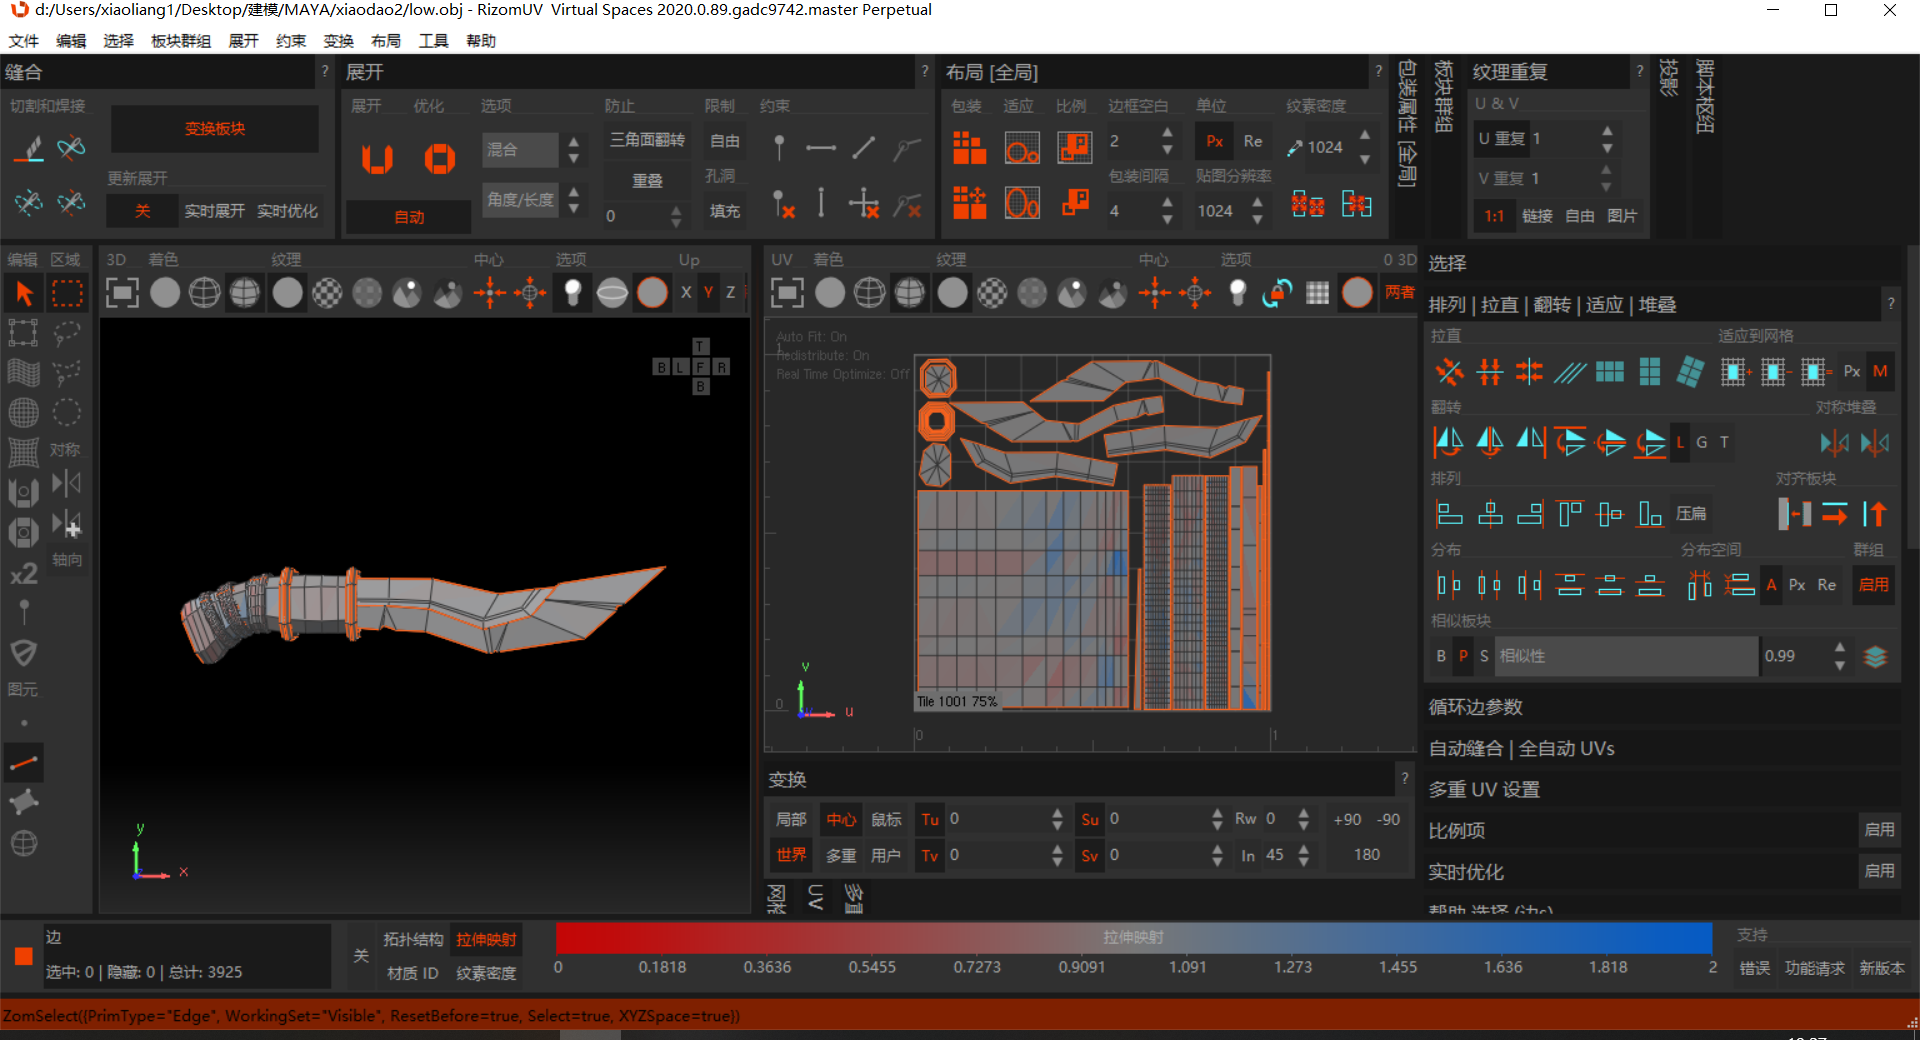 d:/Users/xiaoliang1/Desktop/建模/MAYA/xiaodao2/low.obj - RizomUV Virtual Spaces 2020.0.89.gadc9742.master Perpetual
文件 编辑 选择 板块群组 展开 约束 变换 布局 工具 帮助
缝合 ?
切割和焊接
变换板块
更新展开
关 实时展开 实时优化
展开 ?
展开 优化 选项 防止 限制 约束
混合 三角面翻转 自由
重叠 孔洞
角度/长度 0 填充
自动
布局 [全局] ?
包装 适应 比例 边框空白 单位 纹素密度
2 Px Re 1024
包装间隔 贴图分辨率
4 1024
包装属性 [全局]
板块群组
纹理重复 ?
U & V
U 重复 1
V 重复 1
1:1 链接 自由 图片
投影
脚本枢纽
编辑 区域
对称
轴向
x2
图元
3D 着色 纹理 中心 选项 Up
X Y Z
T
B L F R
B
y
x
UV 着色 纹理 中心 选项 0 3D
两者
Auto Fit: On
Redistribute: On
Real Time Optimize: Off
1
0
Tile 1001 75%
v
u
0 1
变换 ?
局部 中心 鼠标 Tu 0 Su 0 Rw 0 +90 -90
世界 多重 用户 Tv 0 Sv 0 In 45 180
UV
选择
排列 | 拉直 | 翻转 | 适应 | 堆叠 ?
拉直 适应到网格
Px M
翻转 对称堆叠
L G T
排列 对齐板块
压扁
分布 分布空间 群组
A Px Re 启用
相似板块
B P S 相似性 0.99
循环边参数
自动缝合 | 全自动 UVs
多重 UV 设置
比例项 启用
实时优化 启用
边
选中: 0 | 隐藏: 0 | 总计: 3925
关
拓扑结构 拉伸映射
材质 ID 纹素密度
拉伸映射
0 0.1818 0.3636 0.5455 0.7273 0.9091 1.091 1.273 1.455 1.636 1.818 2
支持
错误 功能请求 新版本
ZomSelect({PrimType="Edge", WorkingSet="Visible", ResetBefore=true, Select=true, XYZSpace=true})